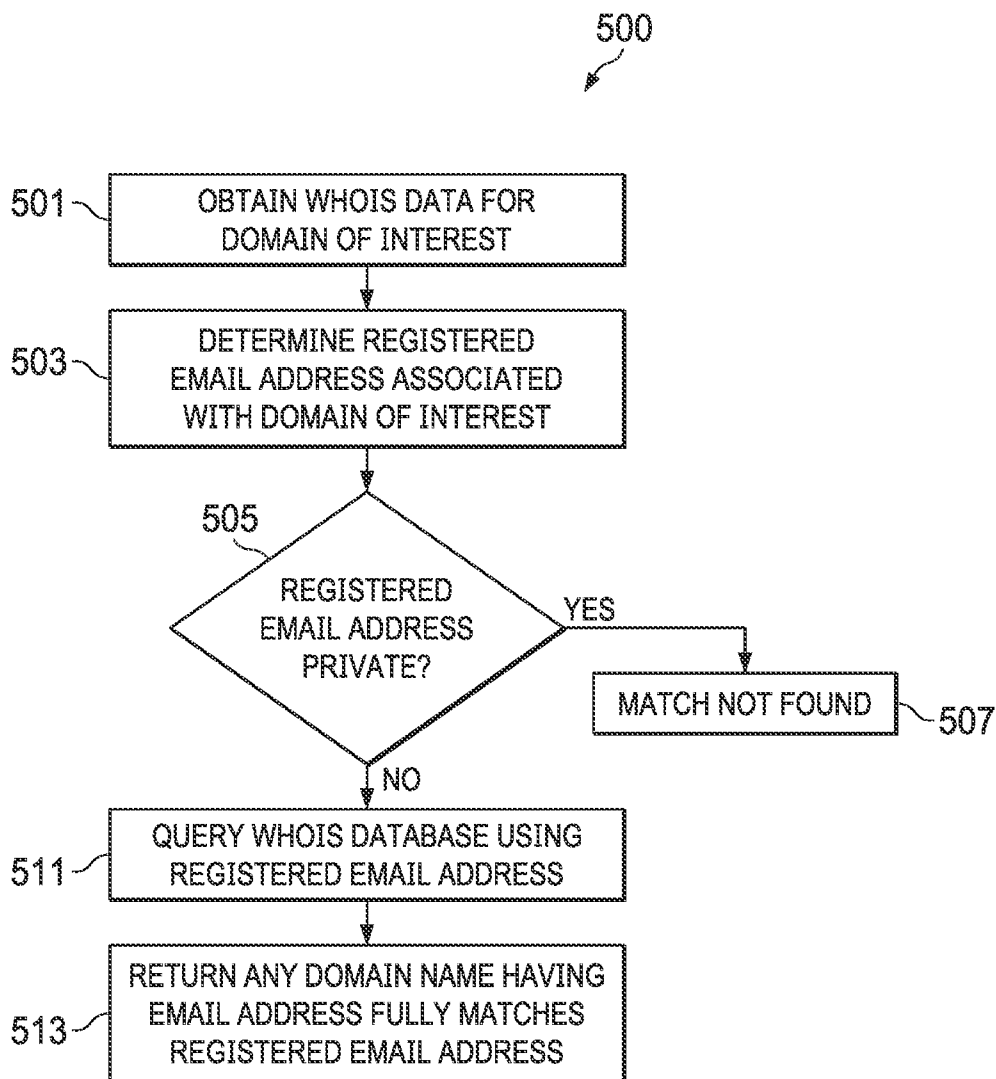 500
501
OBTAIN WHOIS DATA FOR
DOMAIN OF INTEREST
503
DETERMINE REGISTERED
EMAIL ADDRESS ASSOCIATED
WITH DOMAIN OF INTEREST
505
REGISTERED
EMAIL ADDRESS
PRIVATE?
YES
MATCH NOT FOUND
507
NO
511
QUERY WHOIS DATABASE USING
REGISTERED EMAIL ADDRESS
513
RETURN ANY DOMAIN NAME HAVING
EMAIL ADDRESS FULLY MATCHES
REGISTERED EMAIL ADDRESS